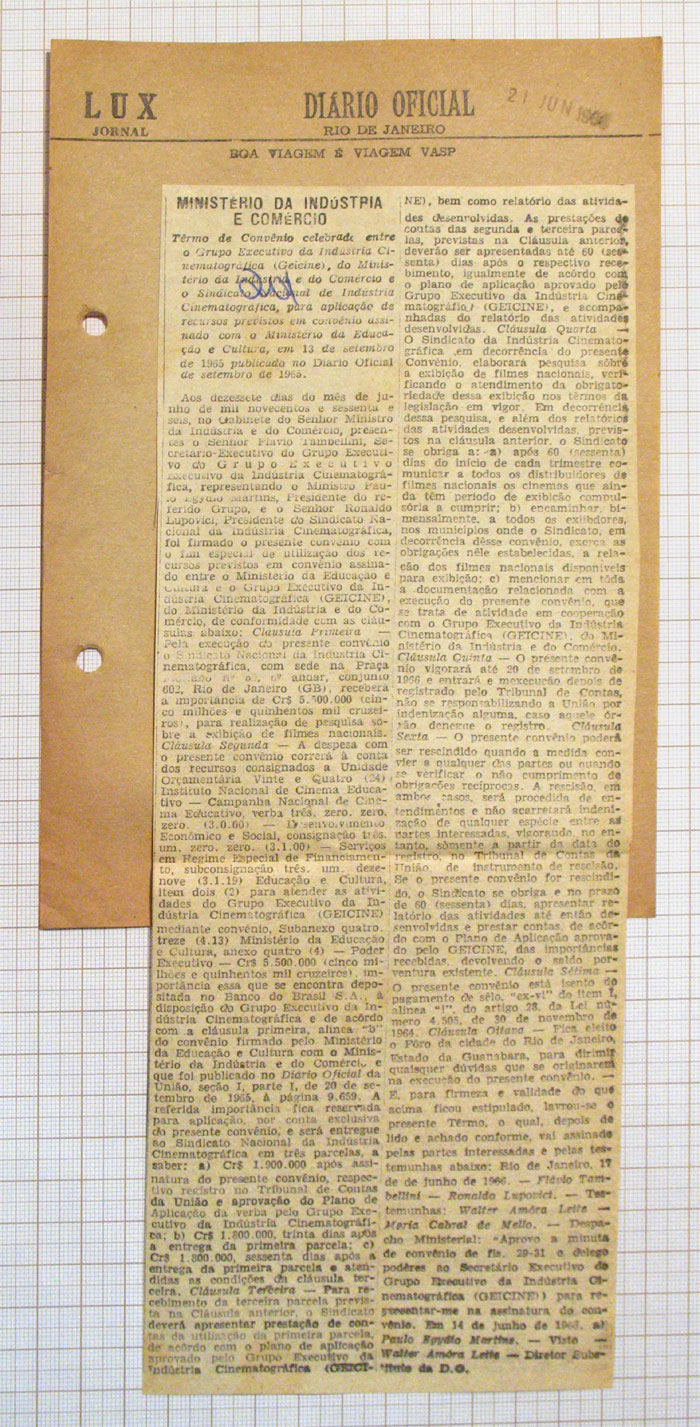 LUX
JORNAL
DIÁRIO OFICIAL
RIO DE JANEIRO
21 JUN 1966
BOA VIAGEM É VIAGEM VASP
MINISTÉRIO DA INDÚSTRIA
E COMÉRCIO
Têrmo de Convênio celebrado entre
o Grupo Executivo da Indústria Ci-
nematográfica (Geicine), do Minis-
tério da Indústria e do Comércio e
o Sindicato Nacional de Indústria
Cinematográfica, para aplicação de
recursos previstos em convênio assi-
nado com o Ministério da Educa-
ção e Cultura, em 13 de setembro
de 1965 publicado no Diário Oficial
de setembro de 1965.
Aos dezessete dias do mês de ju-
nho de mil novecentos e sessenta e
seis, no Gabinete do Senhor Ministro
da Indústria e do Comércio, presen-
tes o Senhor Flávio Tambellini, Se-
cretário-Executivo do Grupo Executi-
vo do Grupo Executivo
Executivo da Indústria Cinematográ-
fica, representando o Ministro Pau-
lo Egydio Martins, Presidente do re-
ferido Grupo, e o Senhor Ronaldo
Lupovici, Presidente do Sindicato Na-
cional da Indústria Cinematográfica,
foi firmado o presente convênio com
o fim especial de utilização dos re-
cursos previstos em convênio assina-
do entre o Ministério da Educação e
Cultura e o Grupo Executivo da In-
dústria Cinematográfica (GEICINE),
do Ministério da Indústria e do Co-
mércio, de conformidade com as cláu-
sulas abaixo: Cláusula Primeira —
Pela execução do presente convênio
o Sindicato Nacional da Indústria Ci-
nematográfica, com sede na Praça
nº andar, conjunto
602, Rio de Janeiro (GB), receberá
a importância de Cr$ 5.500.000 (cin-
co milhões e quinhentos mil cruzei-
ros), para realização de pesquisa sô-
bre a exibição de filmes nacionais.
Cláusula Segunda — A despeza com
o presente convênio correrá à conta
dos recursos consignados a Unidade
Orçamentária Vinte e Quatro (24)
Instituto Nacional de Cinema Educa-
tivo — Campanha Nacional de Cine-
ma Educativo, verba três, zero, zero,
zero. (3.0.00) — Desenvolvimento
Econômico e Social, consignação três.
um. zero. zero. (3.1.00) — Serviços
em Regime Especial de Financiamen-
to, subconsignação três. um. deze-
nove (3.1.19) Educação e Cultura,
item dois (2) para atender as ativi-
dades do Grupo Executivo da In-
dústria Cinematográfica (GEICINE)
mediante convênio, Subanexo quatro.
treze (4.13) Ministério da Educação
e Cultura, anexo quatro (4) — Poder
Executivo — Cr$ 5.500.000 (cinco mi-
lhões e quinhentos mil cruzeiros), im-
portância essa que se encontra depo-
sitada no Banco do Brasil S.A., à
disposição do Grupo Executivo da In-
dústria Cinematográfica e de acôrdo
com a cláusula primeira, alínea "b"
do convênio firmado pelo Ministério
da Educação e Cultura com o Minis-
tério da Indústria e do Comércio e
que foi publicado no Diário Oficial da
União, seção I, parte I, de 20 de se-
tembro de 1965, à página 9.659. A
referida importância fica reservada
para aplicação, por conta exclusiva
do presente convênio, e será entregue
ao Sindicato Nacional da Indústria
Cinematográfica em três parcelas, a
saber: a) Cr$ 1.900.000 após assi-
natura do presente convênio, respec-
tivo registro no Tribunal de Contas
da União e aprovação do Plano de
Aplicação da verba pelo Grupo Exe-
cutivo da Indústria Cinematográfi-
ca; b) Cr$ 1.800.000, trinta dias após
a entrega da primeira parcela; c)
Cr$ 1.800.000, sessenta dias após a
entrega da primeira parcela e aten-
didas as condições da cláusula ter-
ceira. Cláusula Terceira — Para re-
cebimento da terceira parcela previs-
ta na Cláusula anterior, o Sindicato
deverá apresentar prestação de con-
tas da utilização da primeira parcela,
de acôrdo com o plano de aplicação
aprovado pelo Grupo Executivo da
Indústria Cinematográfica (GEICI-
NE), bem como relatório das ativida-
des desenvolvidas. As prestações de
contas das segunda e terceira parce-
las, previstas na Cláusula anterior,
deverão ser apresentadas até 60 (ses-
senta) dias após o respectivo rece-
bimento, igualmente de acôrdo com
o plano de aplicação aprovado pelo
Grupo Executivo da Indústria Cine-
matográfica (GEICINE), e acompa-
nhadas do relatório das atividades
desenvolvidas. Cláusula Quarta —
O Sindicato da Indústria Cinemato-
gráfica em decorrência do presente
Convênio, elaborará pesquisa sôbre
a exibição de filmes nacionais, veri-
ficando o atendimento da obrigato-
riedade dessa exibição nos têrmos da
legislação em vigor. Em decorrência
dessa pesquisa, e além dos relatórios
das atividades desenvolvidas, previs-
tos na cláusula anterior, o Sindicato
se obriga a: a) após 60 (sessenta)
dias do início de cada trimestre co-
municar a todos os distribuidores de
filmes nacionais os cinemas que ain-
da têm período de exibição compul-
sória a cumprir; b) encaminhar, bi-
mensalmente, a todos os exibidores,
nos municípios onde o Sindicato, em
decorrência dêsse convênio, exerça as
obrigações nêle estabelecidas, a rela-
ção dos filmes nacionais disponíveis
para exibição; c) mencionar em tôda
a documentação relacionada com a
execução do presente convênio, que
se trata de atividade em cooperação
com o Grupo Executivo da Indústria
Cinematográfica (GEICINE), do Mi-
nistério da Indústria e do Comércio.
Cláusula Quinta — O presente convê-
nio vigorará até 20 de setembro de
1966 e entrará e mexecução depois de
registrado pelo Tribunal de Contas,
não se responsabilizando a União por
indenização alguma, caso aquele ór-
gão denegue o registro. Cláusula
Sexta — O presente convênio poderá
ser rescindido quando a medida con-
vier a qualquer das partes ou quando
se verificar o não cumprimento de
obrigações recíprocas. A rescisão, em
ambos casos, será procedida de en-
tendimentos e não acarretará indeni-
zação de qualquer espécie entre as
partes interessadas, vigorando, no en-
tanto, sòmente a partir da data do
registro, no Tribunal de Contas da
União, de instrumento de rescisão.
Se o presente convênio for rescindi-
do, o Sindicato se obriga e no prazo
de 60 (sessenta) dias, apresentar re-
latório das atividades até então de-
senvolvidas e prestar contas, de acôr-
do com o Plano de Aplicação aprova-
do pelo GEICINE, das importâncias
recebidas, devolvendo o saldo por-
ventura existente. Cláusula Sétima —
O presente convênio está isento do
pagamento de sêlo, "ex-vi" do item I,
alínea "i" do artigo 28, da Lei nú-
mero 4.505, de 30 de novembro de
1964. Cláusula Oitava — Fica eleito
o Fôro da cidade do Rio de Janeiro,
Estado da Guanabara, para dirimir
quaisquer dúvidas que se originarem
na execução do presente convênio. —
E, para firmeza e validade do que
acima ficou estipulado, lavrou-se o
presente Têrmo, o qual, depois de
lido e achado conforme, vai assinado
pelas partes interessadas e pelas tes-
temunhas abaixo: Rio de Janeiro, 17
de de junho de 1966. — Flávio Tam-
bellini — Ronaldo Lupovici. — Tes-
temunhas: Walter Amóra Leite —
Maria Cabral de Mello. — Despa-
cho Ministerial: "Aprovo a minuta
de convênio de fls. 29-31 e delego
podêres ao Secretário Executivo do
Grupo Executivo da Indústria Ci-
nematográfica (GEICINE)) para re-
presentar-me na assinatura do con-
vênio. Em 14 de junho de 1966. a)
Paulo Egydio Martins. — Visto —
Walter Amóra Leite — Diretor Subs-
tituto da D.O.